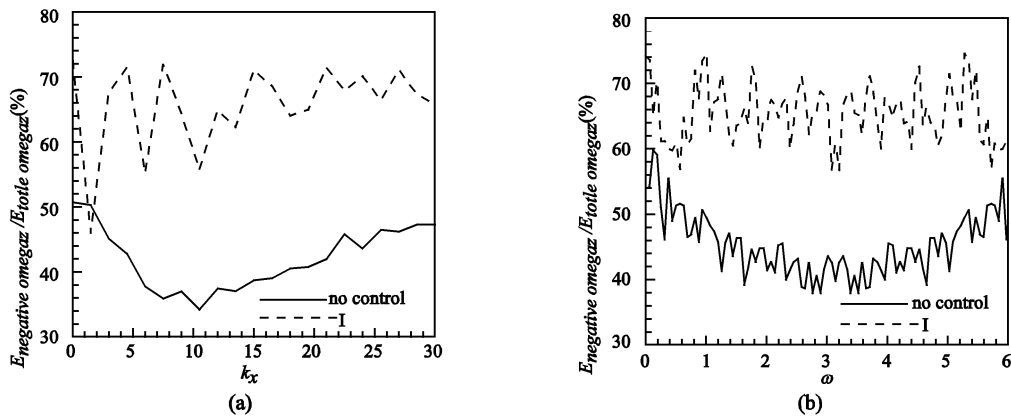 (a)
E_negative omegaz /E_totle omegaz(%)
80
70
60
50
40
30
no control
I
0 5 10 15 20 25 30
k_x
(b)
E_negative omegaz /E_totle omegaz(%)
80
70
60
50
40
30
no control
I
0 1 2 3 4 5 6
ω
(a)
(b)